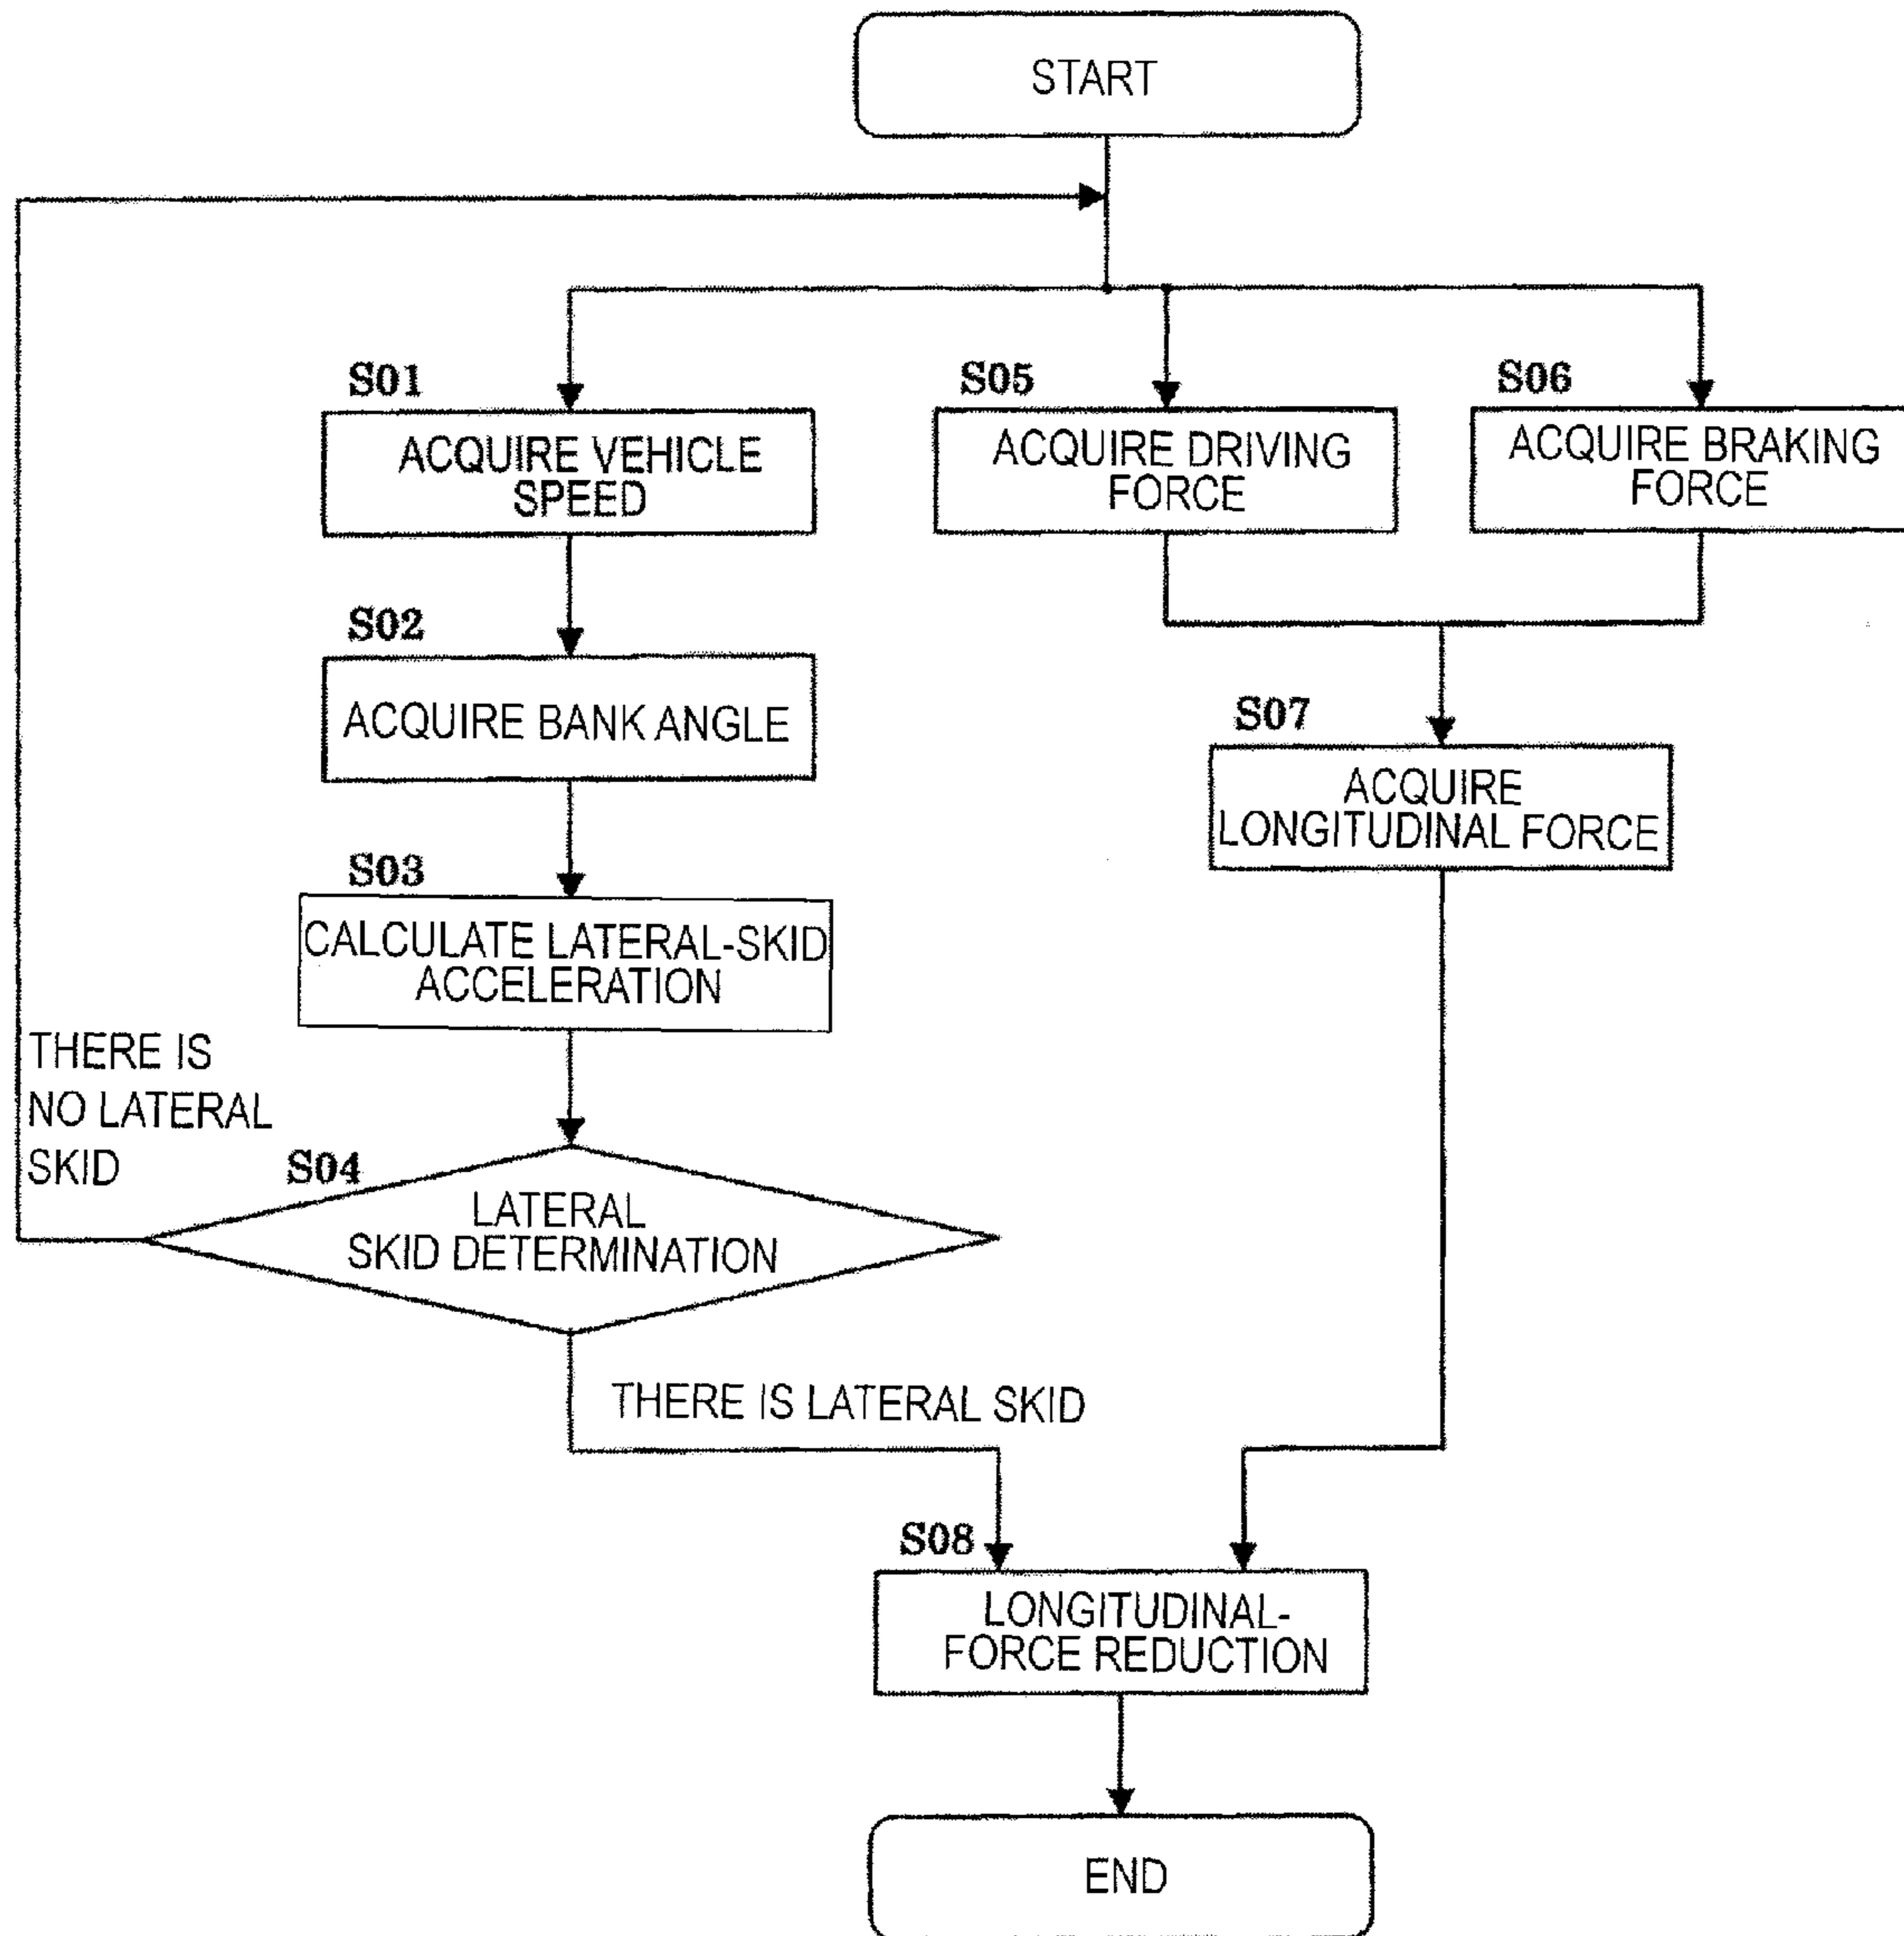 START
S01
ACQUIRE VEHICLE
SPEED
S05
ACQUIRE DRIVING
FORCE
S06
ACQUIRE BRAKING
FORCE
S02
ACQUIRE BANK ANGLE
S07
ACQUIRE
LONGITUDINAL FORCE
S03
CALCULATE LATERAL-SKID
ACCELERATION
THERE IS
NO LATERAL
SKID
S04
LATERAL
SKID DETERMINATION
THERE IS LATERAL SKID
S08
LONGITUDINAL-
FORCE REDUCTION
END